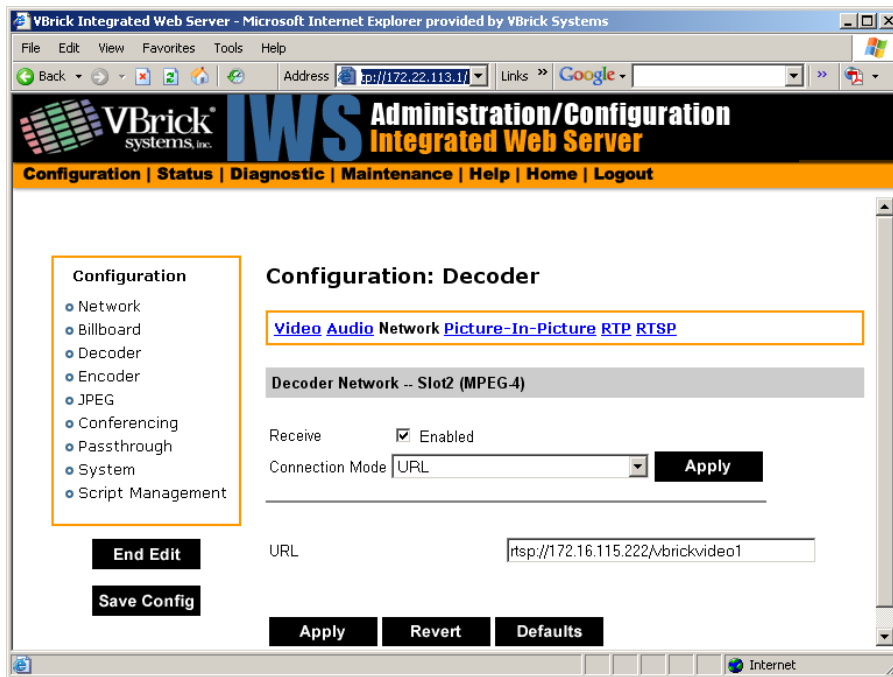 VBrick Integrated Web Server - Microsoft Internet Explorer provided by VBrick Systems
File Edit View Favorites Tools Help
Back Address tp://172.22.113.1/ Links » Google »
VBrick systems, inc. IWS Administration/Configuration
Integrated Web Server
Configuration | Status | Diagnostic | Maintenance | Help | Home | Logout
Configuration
Network
Billboard
Decoder
Encoder
JPEG
Conferencing
Passthrough
System
Script Management
End Edit
Save Config
Configuration: Decoder
Video Audio Network Picture-In-Picture RTP RTSP
Decoder Network -- Slot2 (MPEG-4)
Receive Enabled
Connection Mode URL Apply
URL rtsp://172.16.115.222/vbrickvideo1
Apply Revert Defaults
Internet